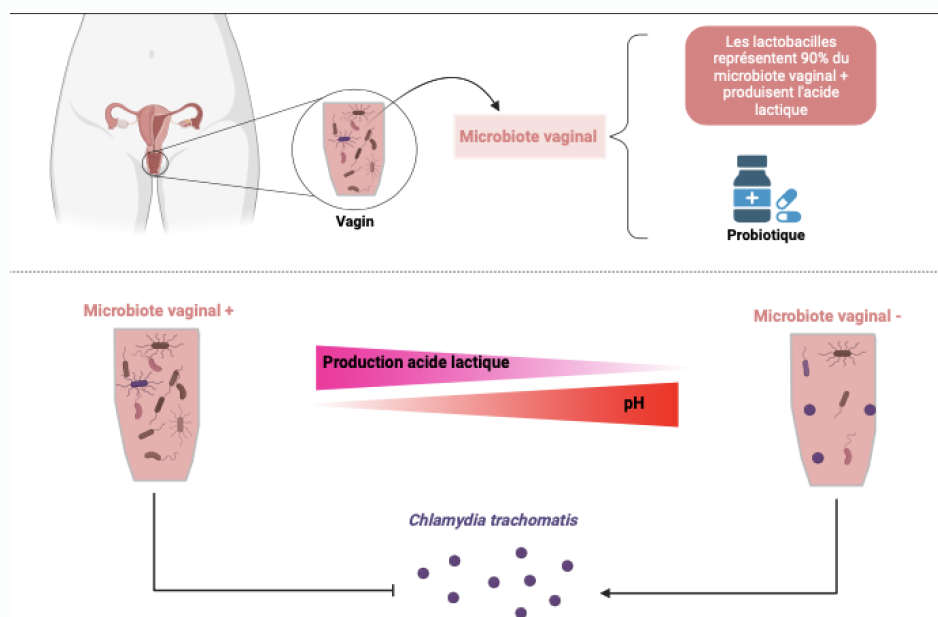 Les lactobacilles
représentent 90% du
microbiote vaginal +
produisent l'acide
lactique
Microbiote vaginal
Vagin
Probiotique
Microbiote vaginal +
Microbiote vaginal -
Production acide lactique
pH
Chlamydia trachomatis